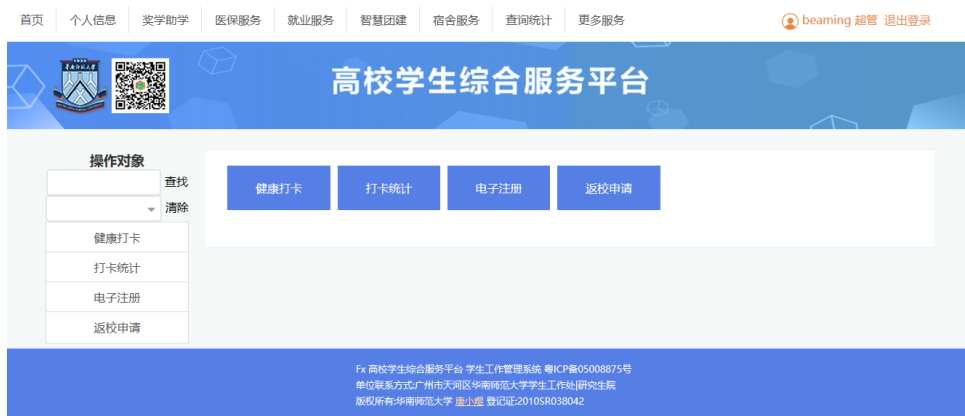 首页 个人信息 奖学助学 医保服务 就业服务 智慧团建 宿舍服务 查询统计 更多服务 beaming 超管 退出登录
高校学生综合服务平台
操作对象
查找
清除
健康打卡
打卡统计
电子注册
返校申请
健康打卡 打卡统计 电子注册 返校申请
Fx 高校学生综合服务平台 学生工作管理系统 粤ICP备05008875号
单位联系方式:广州市天河区华南师范大学学生工作处|研究生院
版权所有:华南师范大学 唐小煜 登记证:2010SR038042